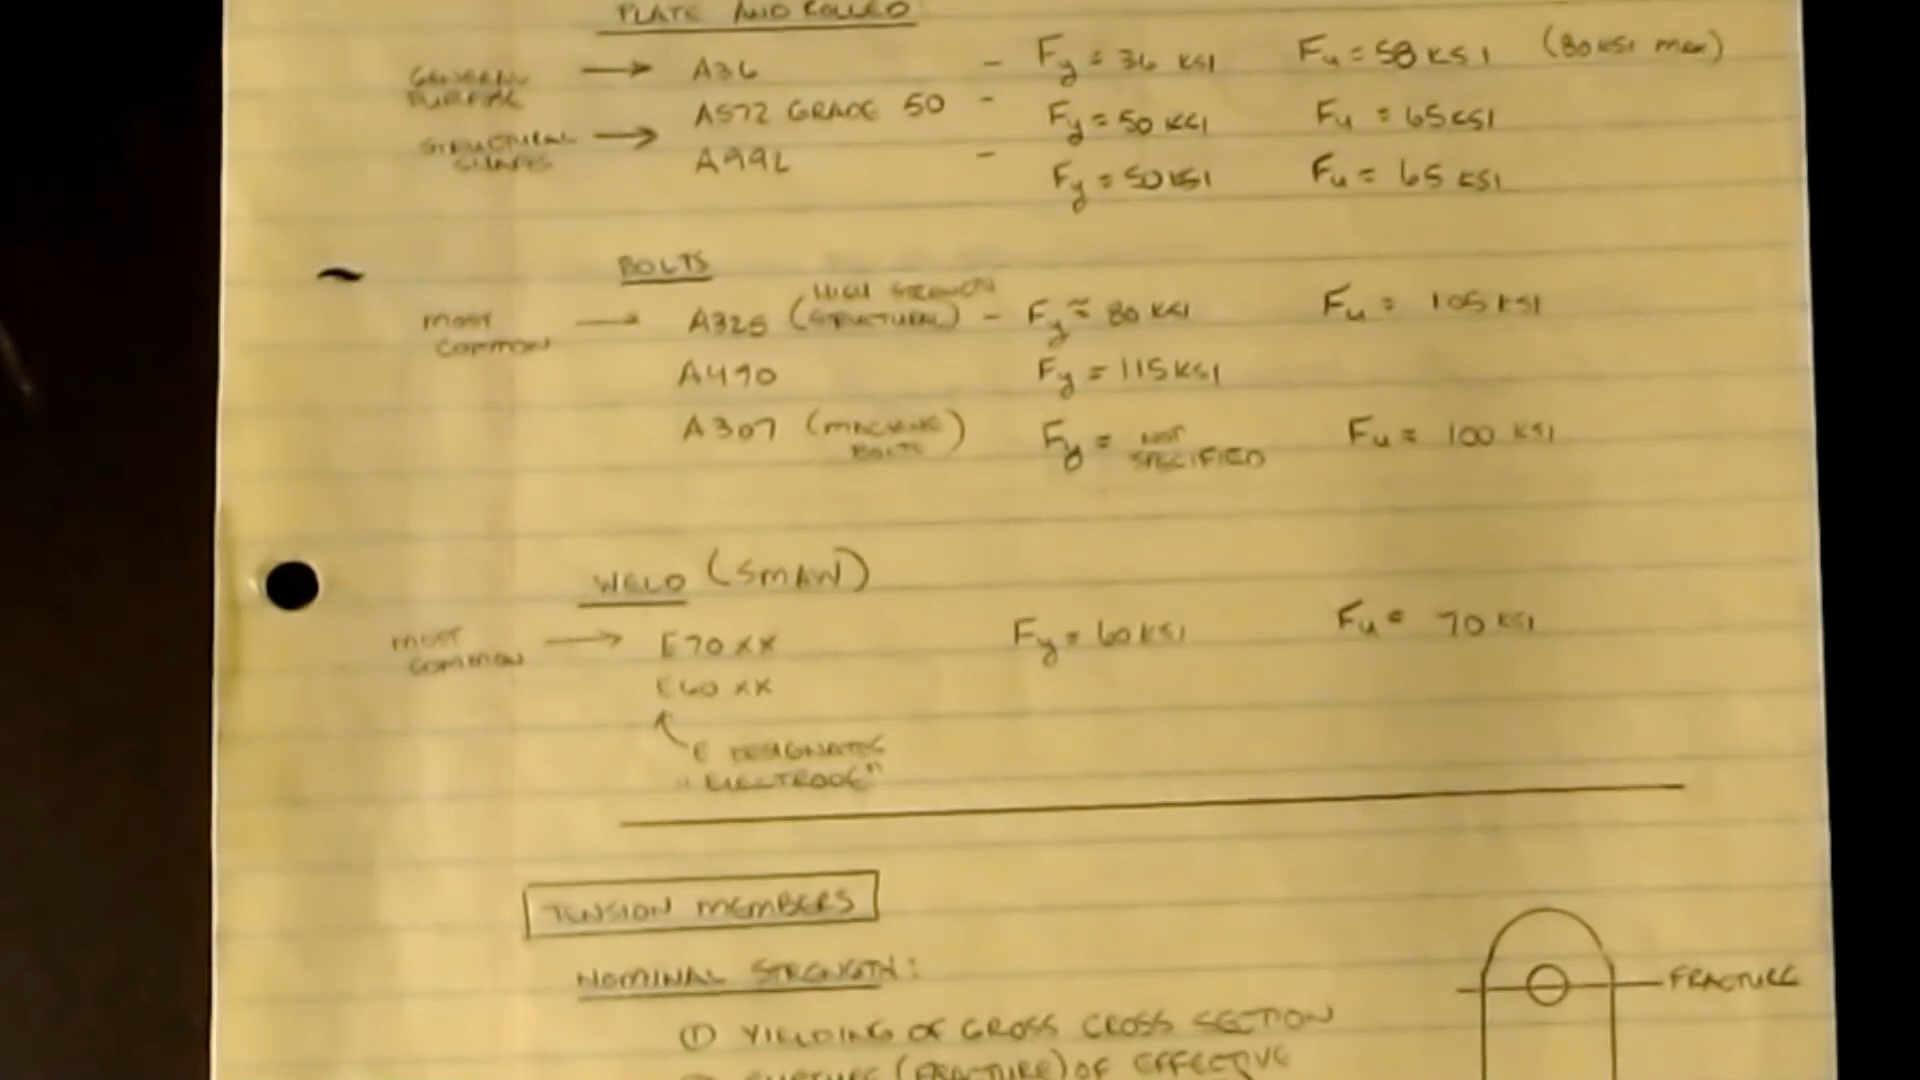 PLATE AND ROLLED
GENERAL PURPOSE → A36 - Fy = 36 KSI Fu = 58 KSI (80 KSI max)
A572 GRADE 50 - Fy = 50 KSI Fu = 65 KSI
STRUCTURAL SHAPES → A992 - Fy = 50 KSI Fu = 65 KSI
BOLTS
MOST COMMON → A325 (HIGH STRENGTH STRUCTURAL) - Fy ≈ 80 KSI Fu = 105 KSI
A490 Fy = 115 KSI
A307 (MACHINE BOLTS) Fy = NOT SPECIFIED Fu = 100 KSI
WELD (SMAW)
MOST COMMON → E70XX Fy = 60 KSI Fu = 70 KSI
E60XX
E DESIGNATES
"ELECTRODE"
TENSION MEMBERS
NOMINAL STRENGTH:
FRACTURE
① YIELDING OF GROSS CROSS SECTION
(FRACTURE) OF EFFECTIVE